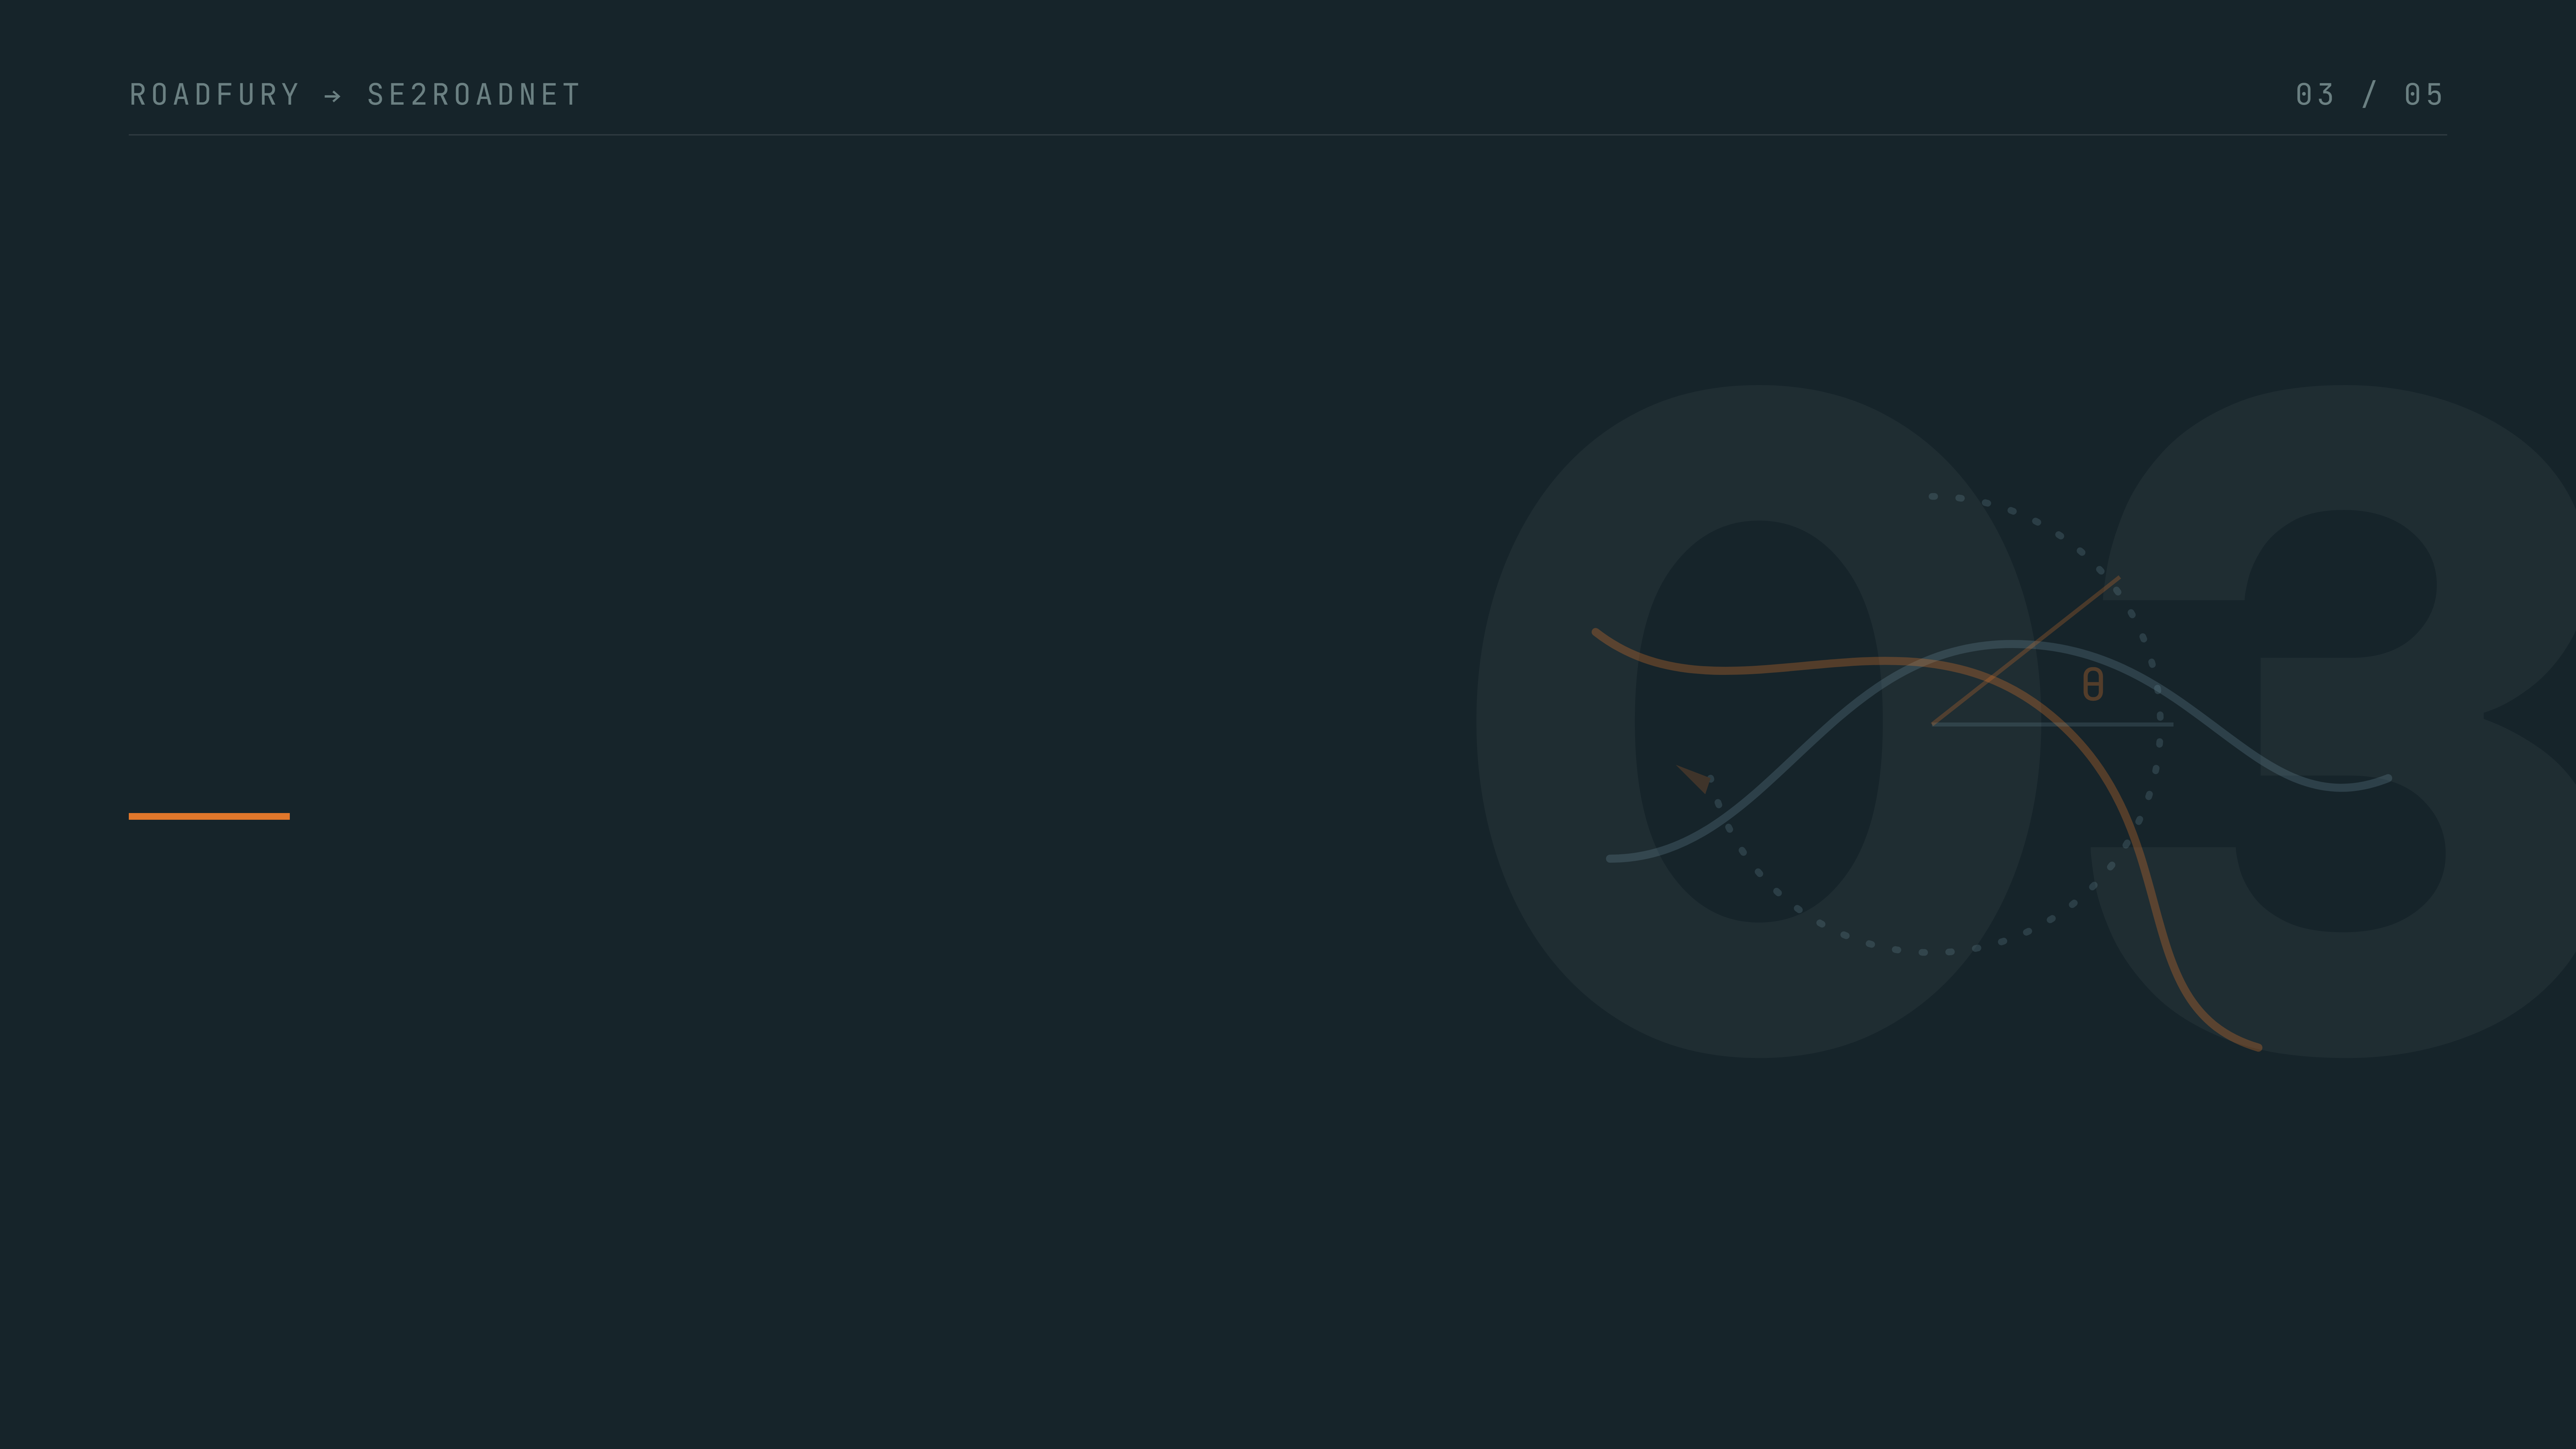 ROADFURY → SE2ROADNET
03 / 05
03
θ